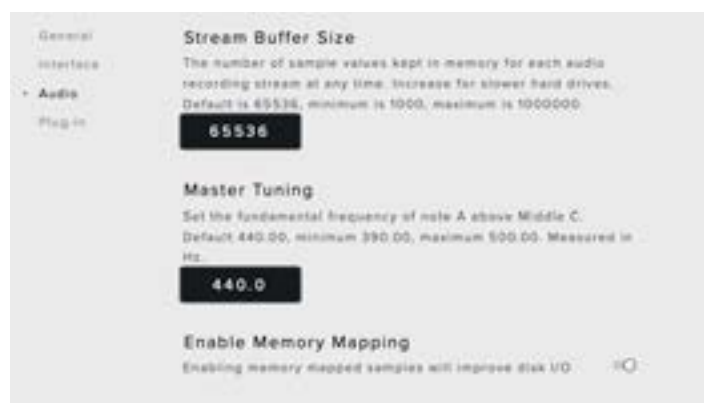 General
Interface
Audio
Plug-in
Stream Buffer Size
The number of sample values kept in memory for each audio
recording stream at any time. Increase for slower hard drives.
Default is 65536, minimum is 1000, maximum is 1000000.
65536
Master Tuning
Set the fundamental frequency of note A above Middle C.
Default 440.00, minimum 390.00, maximum 500.00. Measured in
Hz.
440.0
Enable Memory Mapping
Enabling memory mapped samples will improve disk I/O